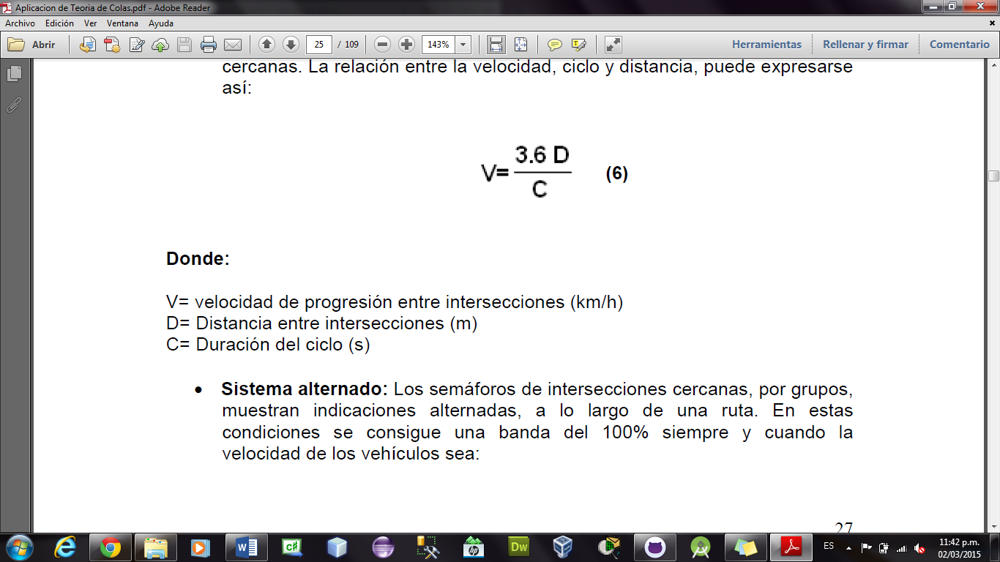 Aplicacion de Teoria de Colas.pdf - Adobe Reader
Archivo Edición Ver Ventana Ayuda
Abrir 25 / 109 143% Herramientas Rellenar y firmar Comentario
cercanas. La relación entre la velocidad, ciclo y distancia, puede expresarse
así:
3.6 D
V= (6)
C
Donde:
V= velocidad de progresión entre intersecciones (km/h)
D= Distancia entre intersecciones (m)
C= Duración del ciclo (s)
• Sistema alternado: Los semáforos de intersecciones cercanas, por grupos,
muestran indicaciones alternadas, a lo largo de una ruta. En estas
condiciones se consigue una banda del 100% siempre y cuando la
velocidad de los vehículos sea:
27
W C# hp Dw
ES
11:42 p.m.
02/03/2015